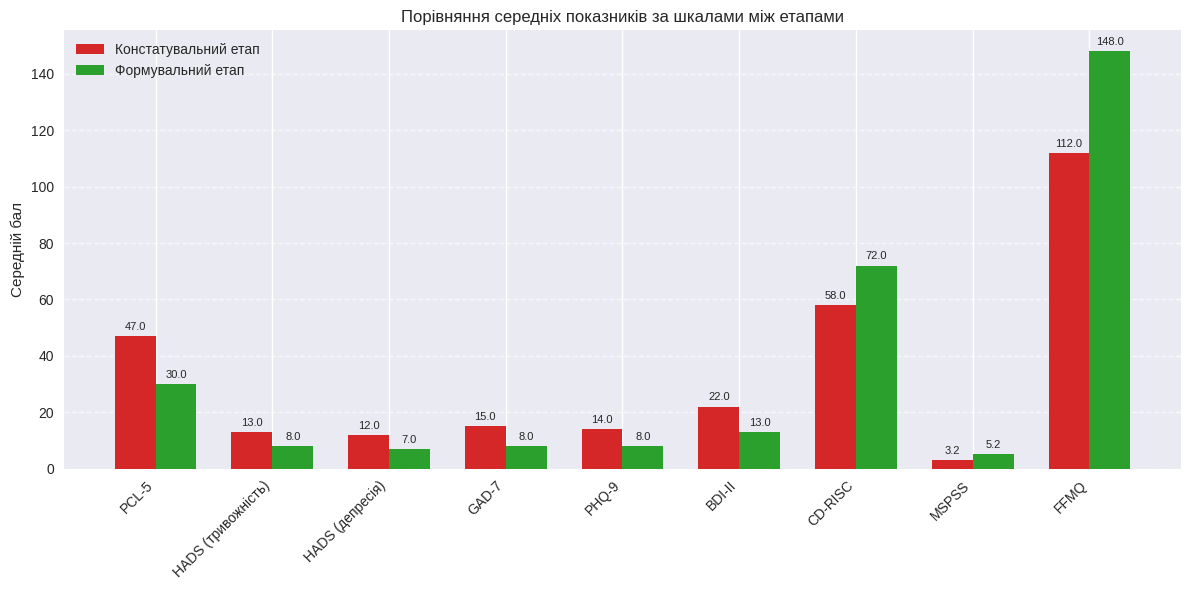 Порівняння середніх показників за шкалами між етапами
Констатувальний етап
Формувальний етап
Середній бал
140
120
100
80
60
40
20
0
47.0
30.0
13.0
8.0
12.0
7.0
15.0
8.0
14.0
8.0
22.0
13.0
58.0
72.0
3.2
5.2
112.0
148.0
PCL-5
HADS (тривожність)
HADS (депресія)
GAD-7
PHQ-9
BDI-II
CD-RISC
MSPSS
FFMQ